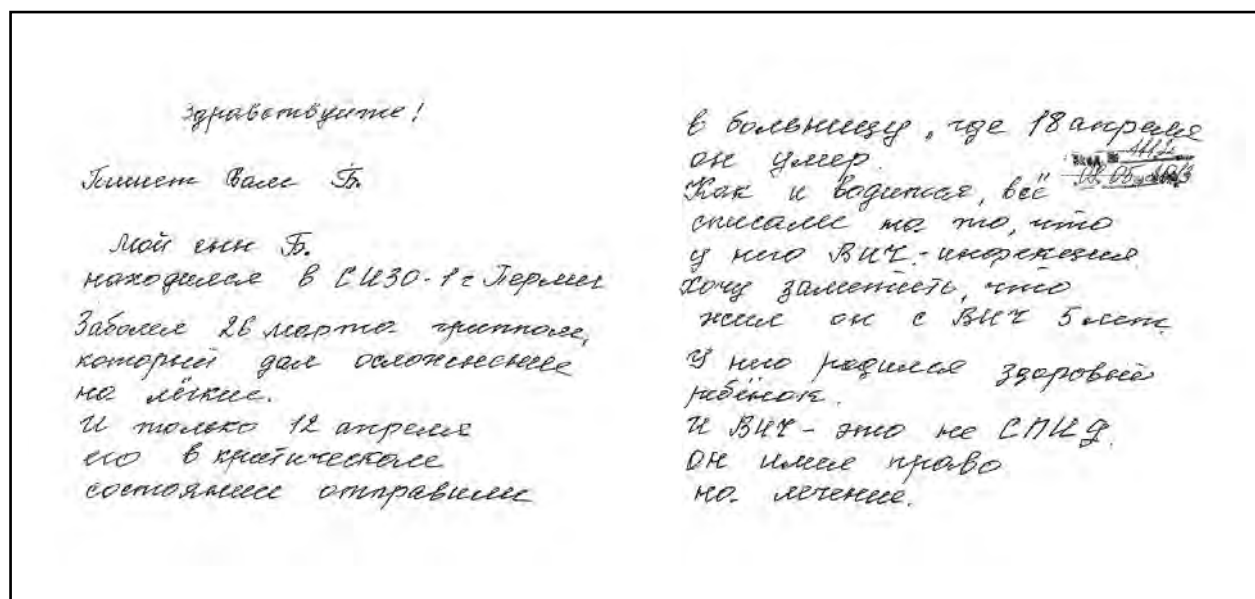 Здравствуйте!
Пишет Вам Б.
Мой сын Б.
находился в СИЗО-1 г Перми
Заболел 26 марта гриппом,
который дал осложнение
на лёгкие.
И только 12 апреля
его в критическом
состоянии отправили
в больницу, где 18 апреля
он умер.
Как и водится, всё
списали на то, что
у него ВИЧ-инфекция.
Хочу заметить, что
жил он с ВИЧ 5 лет.
У него родился здоровый
ребёнок.
И ВИЧ - это не СПИД.
он имел право
на лечение.